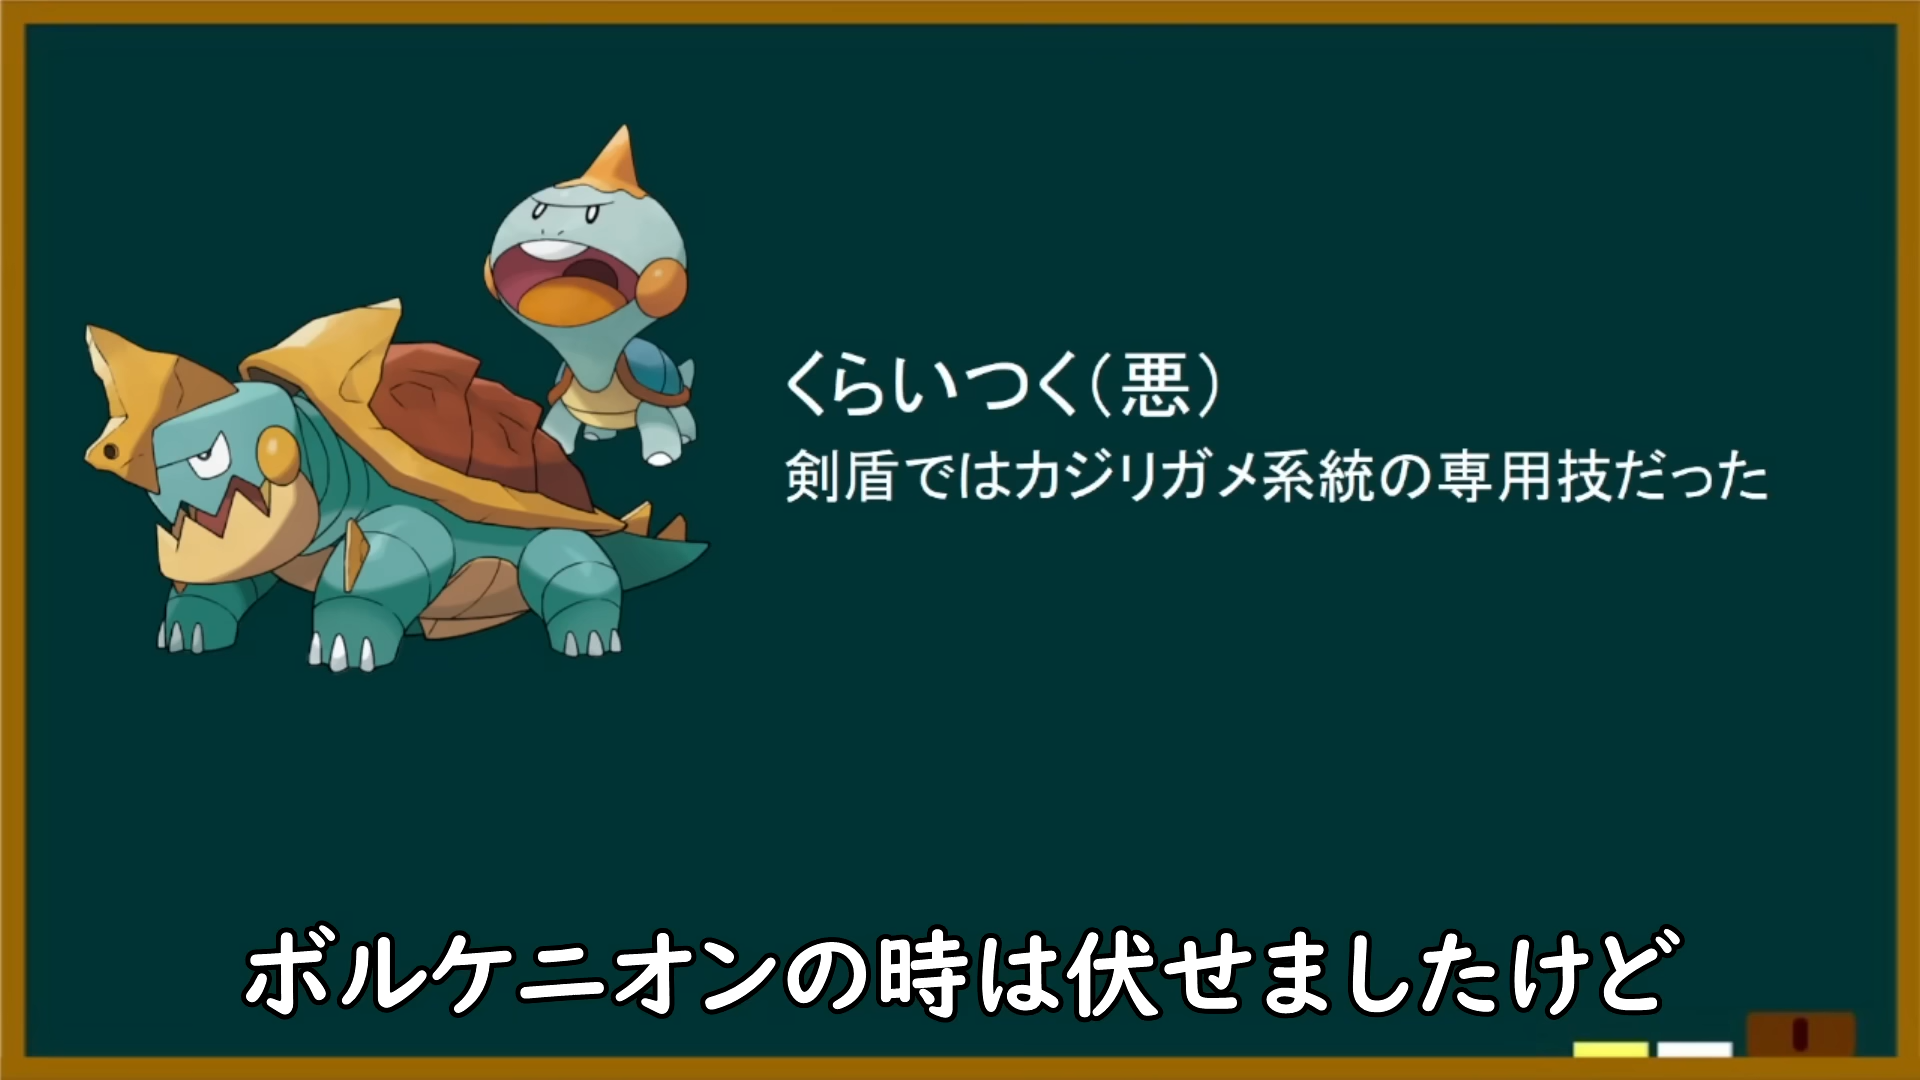 くらいつく（悪）
剣盾ではカジリガメ系統の専用技だった
ボルケニオンの時は伏せましたけど